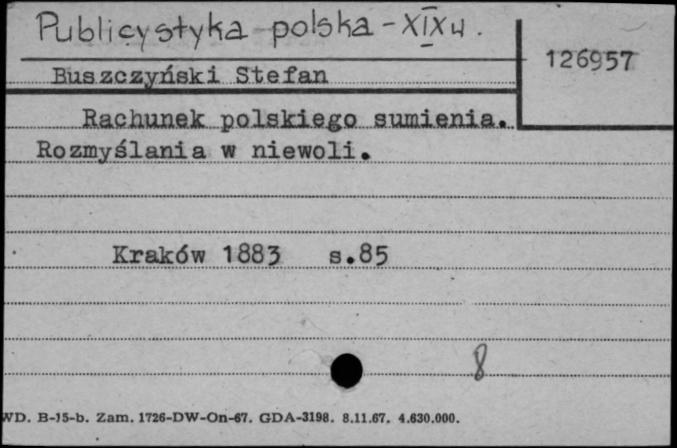 Publicystyka polska - XIX w.
126957
Buszczyński Stefan
Rachunek polskiego sumienia.
Rozmyślania w niewoli.
Kraków 1883 s.85
8
WD. B-15-b. Zam. 1726-DW-On-67. GDA-3198. 8.11.67. 4.630.000.